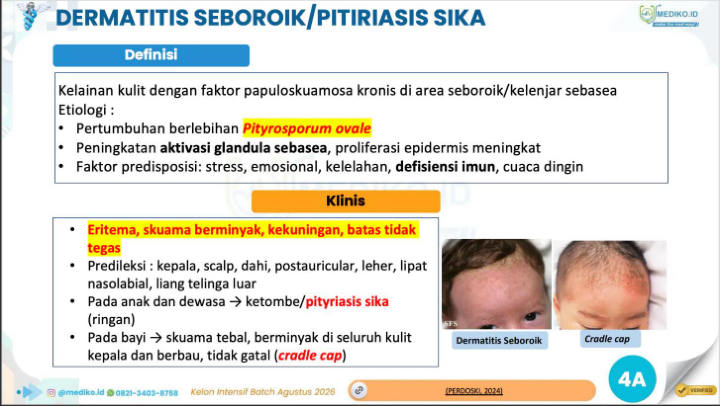 DERMATITIS SEBOROIK/PITIRIASIS SIKA
MEDIKO.ID
Definisi
Kelainan kulit dengan faktor papuloskuamosa kronis di area seboroik/kelenjar sebasea
Etiologi :
• Pertumbuhan berlebihan Pityrosporum ovale
• Peningkatan aktivasi glandula sebasea, proliferasi epidermis meningkat
• Faktor predisposisi: stress, emosional, kelelahan, defisiensi imun, cuaca dingin
Klinis
• Eritema, skuama berminyak, kekuningan, batas tidak
tegas
• Predileksi : kepala, scalp, dahi, postauricular, leher, lipat
nasolabial, liang telinga luar
• Pada anak dan dewasa → ketombe/pityriasis sika
(ringan)
• Pada bayi → skuama tebal, berminyak di seluruh kulit
kepala dan berbau, tidak gatal (cradle cap)
Dermatitis Seboroik
Cradle cap
4A
@mediko.id 0821-3403-8758 Kelon Intensif Batch Agustus 2026
(PERDOSKI, 2024)
VERIFIED